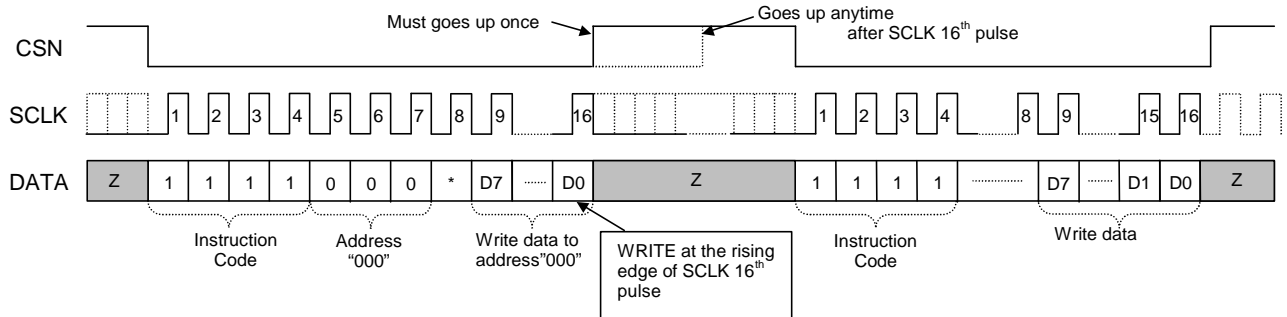 Must goes up once
Goes up anytime
after SCLK 16th pulse
CSN
SCLK
1 2 3 4 5 6 7 8 9 16 1 2 3 4 8 9 15 16
DATA
Z 1 1 1 1 0 0 0 * D7 ...... D0 Z 1 1 1 1 .......... D7 ...... D1 D0 Z
Instruction
Code
Address
"000"
Write data to
address"000"
WRITE at the rising
edge of SCLK 16th
pulse
Instruction
Code
Write data